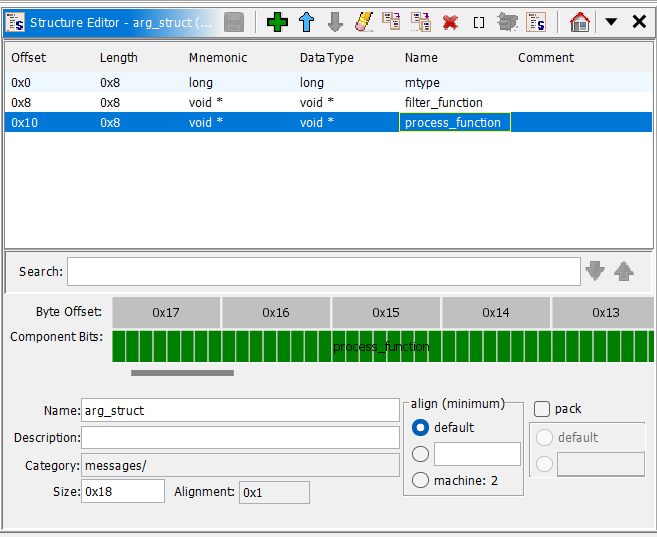 Structure Editor - arg_struct (...
Offset Length Mnemonic DataType Name Comment
0x0 0x8 long long mtype
0x8 0x8 void * void * filter_function
0x10 0x8 void * void * process_function
Search:
Byte Offset: 0x17 0x16 0x15 0x14 0x13
Component Bits: process_function
Name: arg_struct
Description:
Category: messages/
Size: 0x18 Alignment: 0x1
align (minimum)
default
machine: 2
pack
default